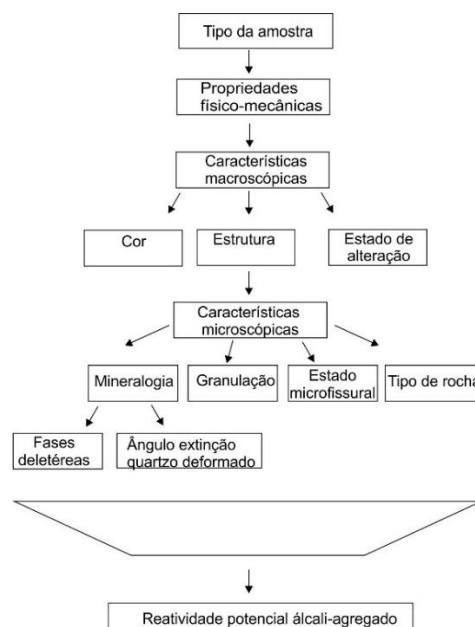 Tipo da amostra
Propriedades
físico-mecânicas
Características
macroscópicas
Cor
Estrutura
Estado de
alteração
Características
microscópicas
Mineralogia
Granulação
Estado
microfissural
Tipo de rocha
Fases
deletéreas
Ângulo extinção
quartzo deformado
Reatividade potencial álcali-agregado